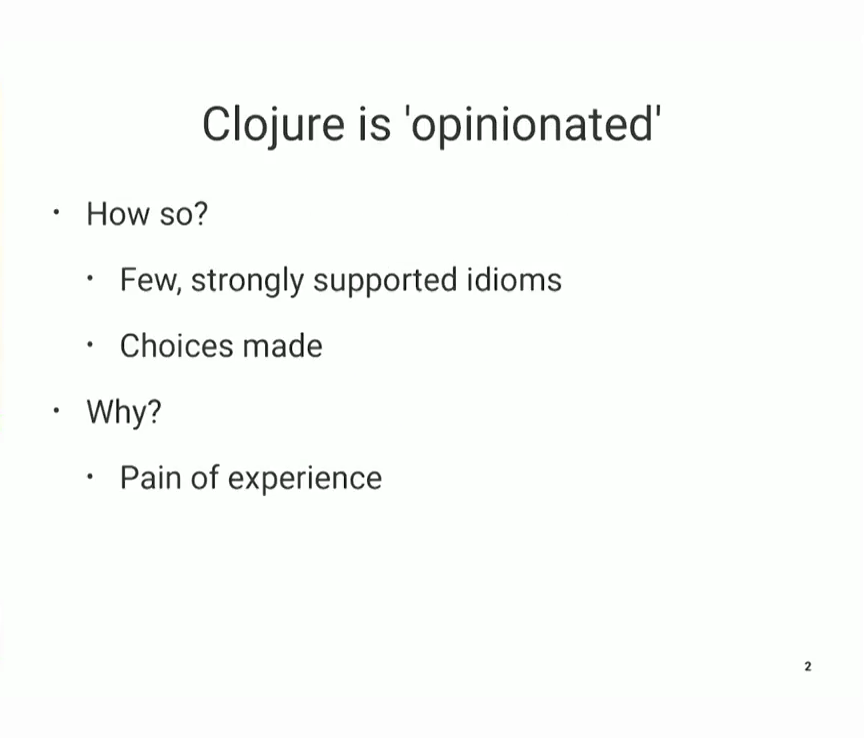 Clojure is 'opinionated'
• How so?
• Few, strongly supported idioms
• Choices made
• Why?
• Pain of experience
2